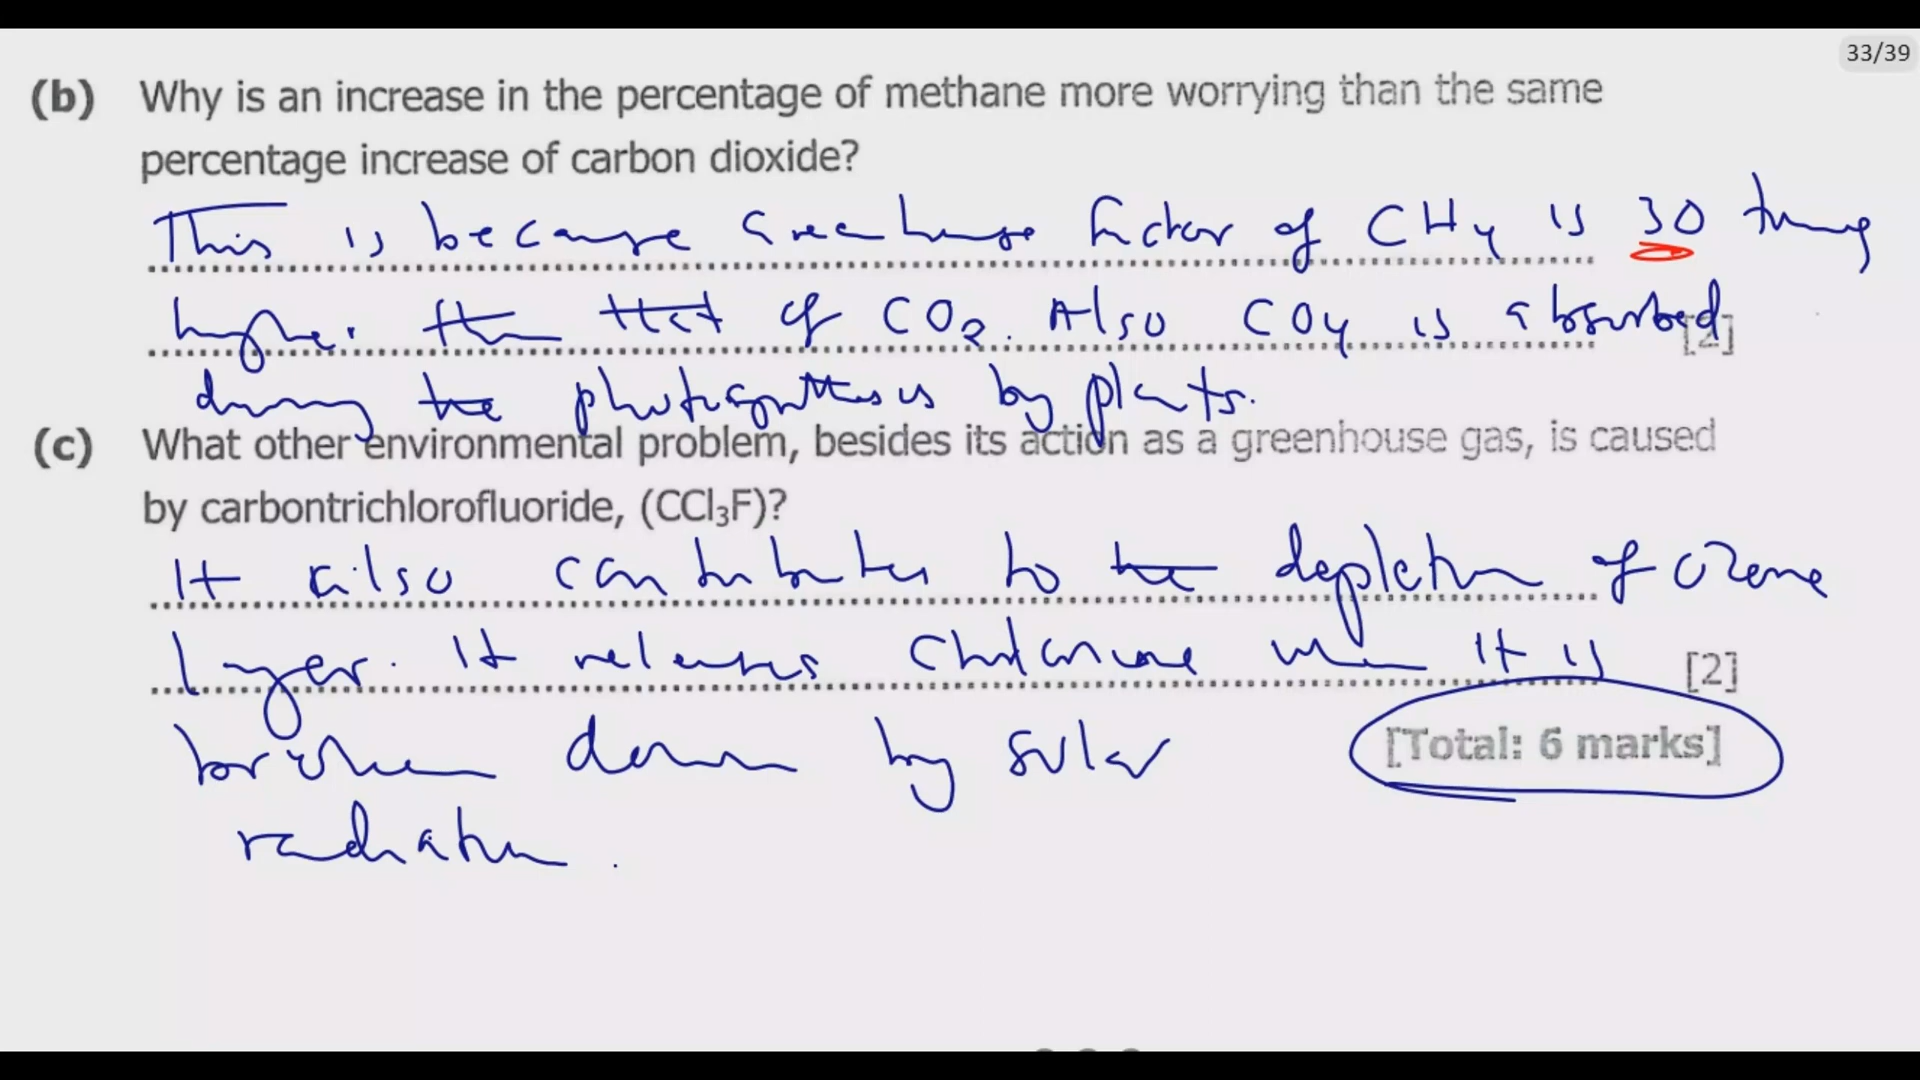 33/39
(b) Why is an increase in the percentage of methane more worrying than the same
percentage increase of carbon dioxide?
This is because Greenhouse factor of CH4 is 30 times
higher than that of CO2. Also CO4 is absorbed
[2]
during the photosynthesis by plants.
(c) What other environmental problem, besides its action as a greenhouse gas, is caused
by carbontrichlorofluoride, (CCl3F)?
It also contributes to the depletion of ozone
layer. It releases when it is [2]
broken down by solar
[Total: 6 marks]
radiation.